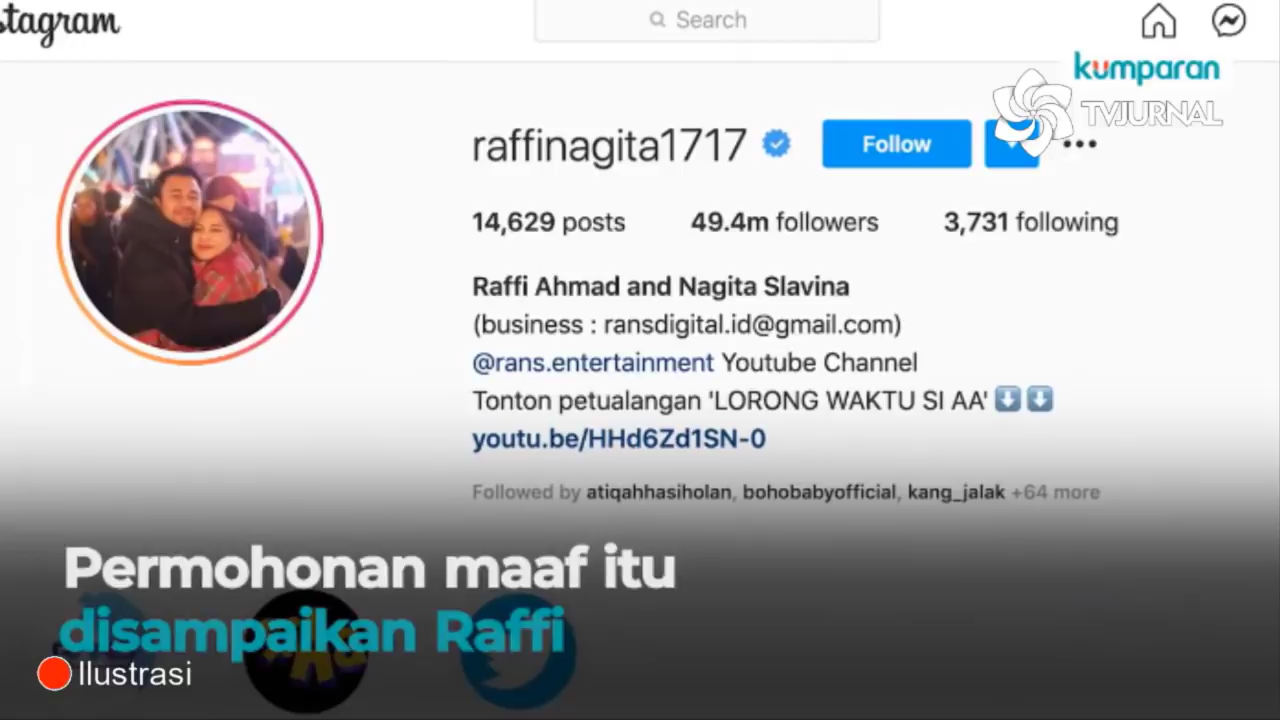 stagram
Search
kumparan
TVJURNAL
raffinagita1717
Follow
14,629 posts 49.4m followers 3,731 following
Raffi Ahmad and Nagita Slavina
(business : ransdigital.id@gmail.com)
@rans.entertainment Youtube Channel
Tonton petualangan 'LORONG WAKTU SI AA' ⬇️⬇️
youtu.be/HHd6Zd1SN-0
Followed by atiqahhasiholan, bohobabyofficial, kang_jalak +64 more
Permohonan maaf itu
disampaikan Raffi
Ilustrasi